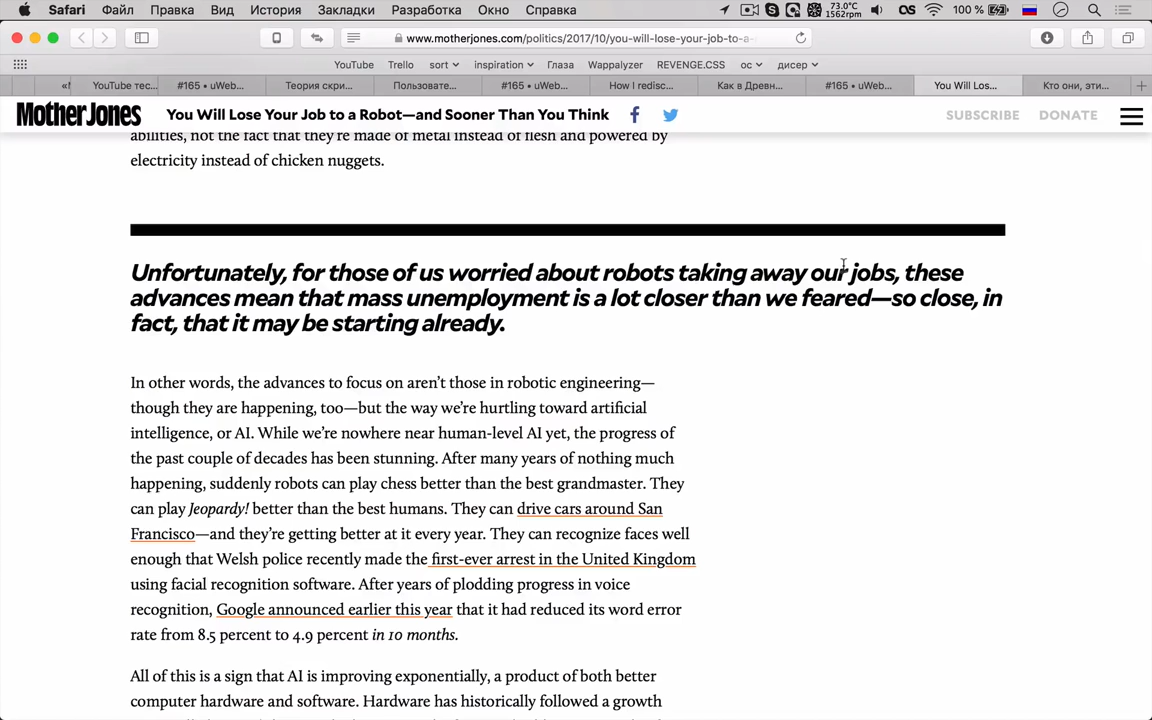 Safari Файл Правка Вид История Закладки Разработка Окно Справка 73.0°C 1562rpm 100 %
www.motherjones.com/politics/2017/10/you-will-lose-your-job-to-a-
YouTube Trello sort inspiration Глаза Wappalyzer REVENGE.CSS ос дисер
YouTube тес... #165 • uWeb... Теория скри... Пользовате... #165 • uWeb... How I redisc... Как в Древн... #165 • uWeb... You Will Los... Кто они, эти...
Mother Jones You Will Lose Your Job to a Robot—and Sooner Than You Think SUBSCRIBE DONATE
abilities, not the fact that they're made of metal instead of flesh and powered by
electricity instead of chicken nuggets.
Unfortunately, for those of us worried about robots taking away our jobs, these
advances mean that mass unemployment is a lot closer than we feared—so close, in
fact, that it may be starting already.
In other words, the advances to focus on aren't those in robotic engineering—
though they are happening, too—but the way we're hurtling toward artificial
intelligence, or AI. While we're nowhere near human-level AI yet, the progress of
the past couple of decades has been stunning. After many years of nothing much
happening, suddenly robots can play chess better than the best grandmaster. They
can play Jeopardy! better than the best humans. They can drive cars around San
Francisco—and they're getting better at it every year. They can recognize faces well
enough that Welsh police recently made the first-ever arrest in the United Kingdom
using facial recognition software. After years of plodding progress in voice
recognition, Google announced earlier this year that it had reduced its word error
rate from 8.5 percent to 4.9 percent in 10 months.
All of this is a sign that AI is improving exponentially, a product of both better
computer hardware and software. Hardware has historically followed a growth